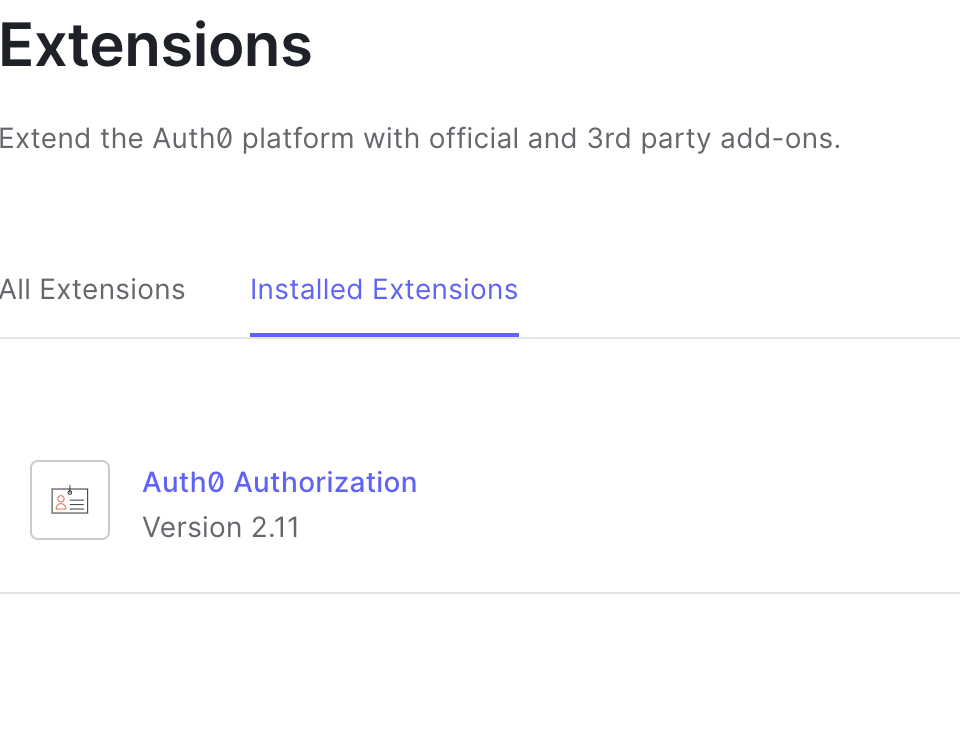 Extensions
Extend the Auth0 platform with official and 3rd party add-ons.
All Extensions
Installed Extensions
Auth0 Authorization
Version 2.11